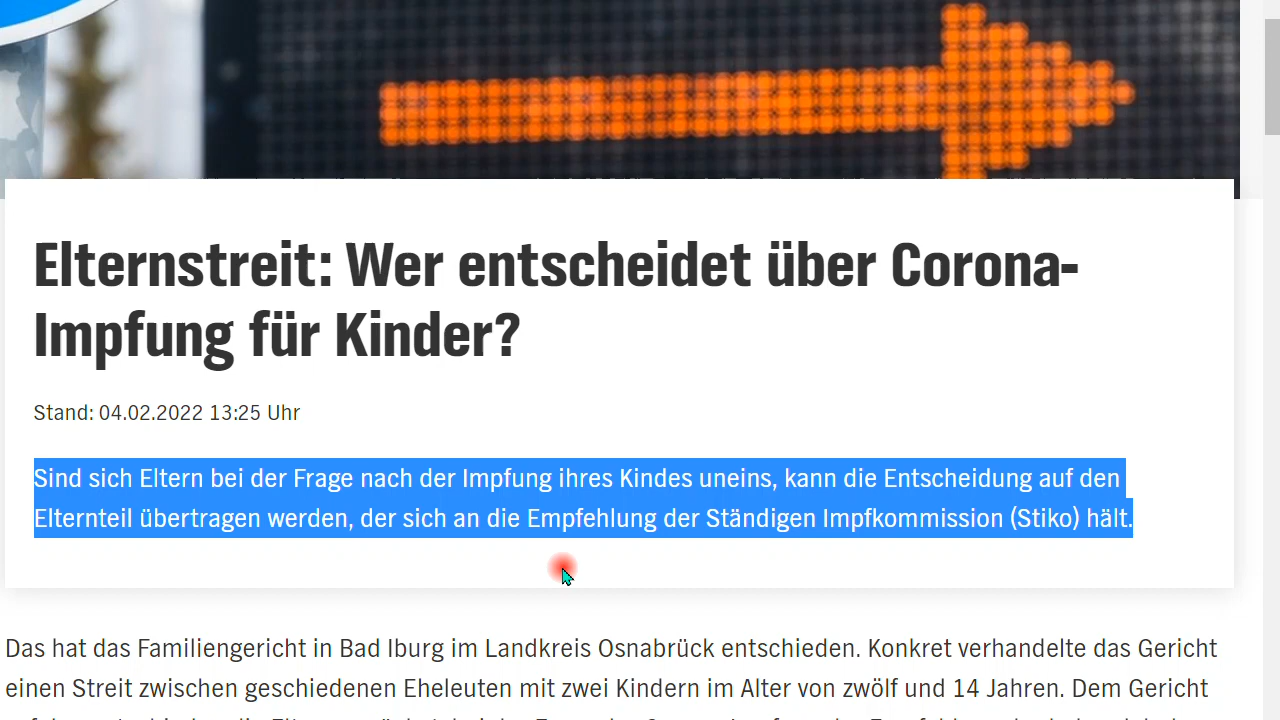 Elternstreit: Wer entscheidet über Corona-
Impfung für Kinder?
Stand: 04.02.2022 13:25 Uhr
Sind sich Eltern bei der Frage nach der Impfung ihres Kindes uneins, kann die Entscheidung auf den
Elternteil übertragen werden, der sich an die Empfehlung der Ständigen Impfkommission (Stiko) hält.
Das hat das Familiengericht in Bad Iburg im Landkreis Osnabrück entschieden. Konkret verhandelte das Gericht
einen Streit zwischen geschiedenen Eheleuten mit zwei Kindern im Alter von zwölf und 14 Jahren. Dem Gericht